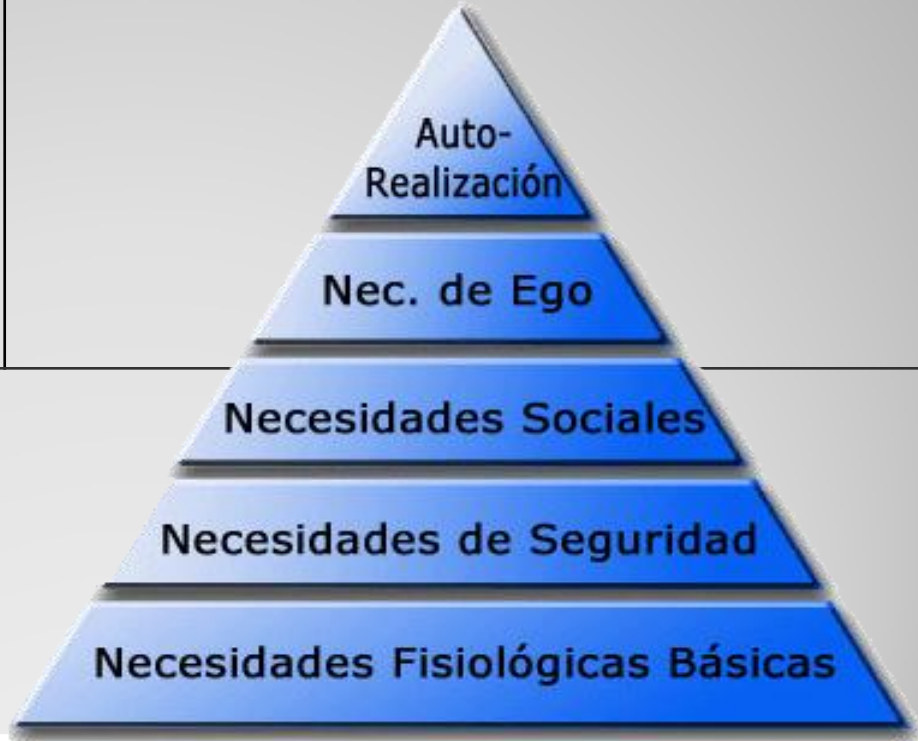 Auto-
Realización
Nec. de Ego
Necesidades Sociales
Necesidades de Seguridad
Necesidades Fisiológicas Básicas